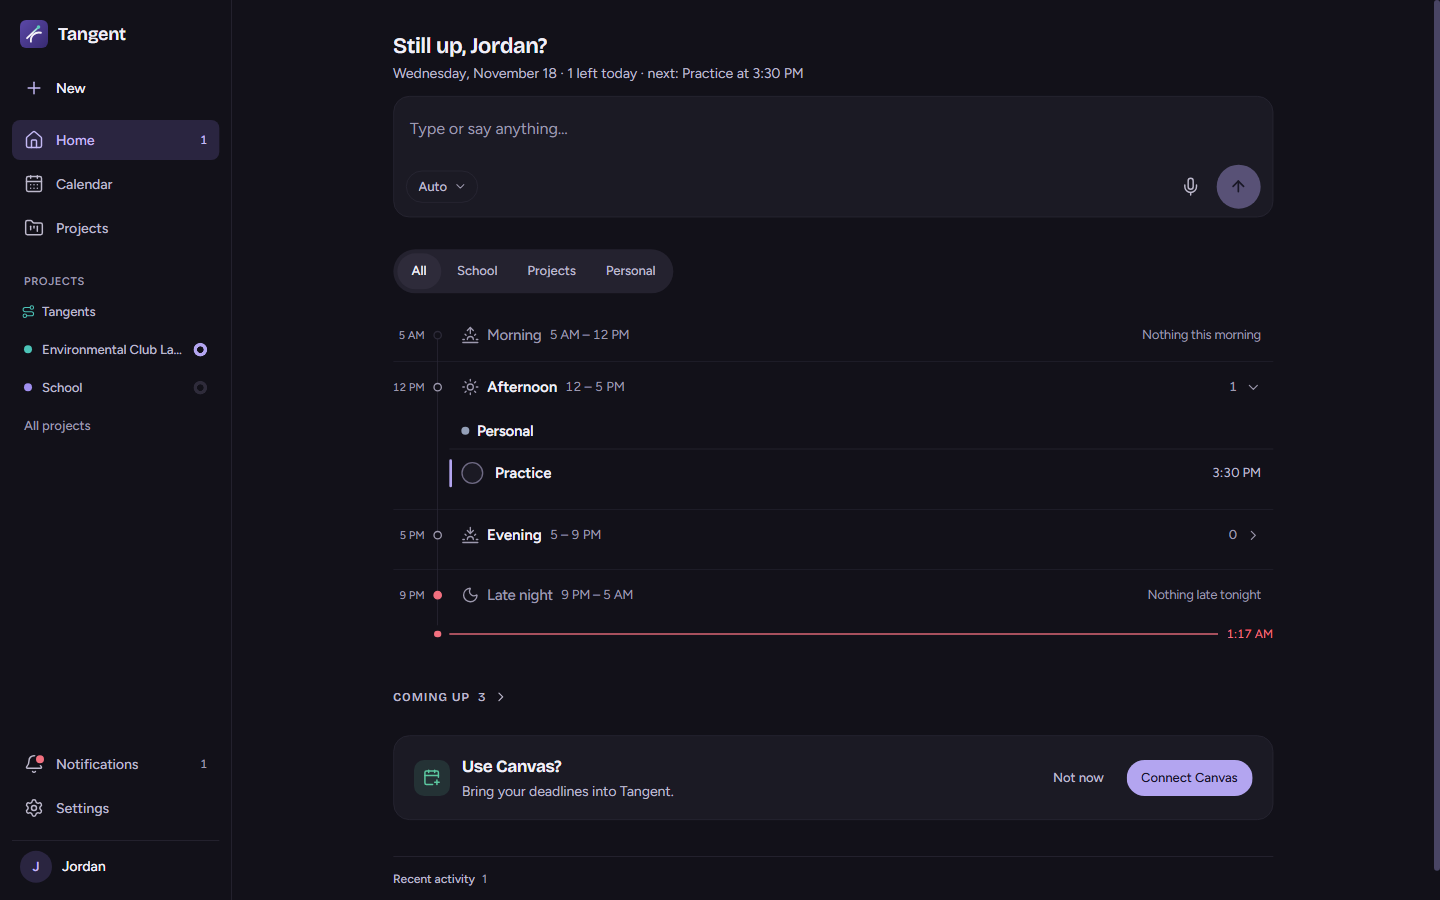 Tangent
New
Home 1
Calendar
Projects
PROJECTS
Tangents
Environmental Club La...
School
All projects
Notifications 1
Settings
J Jordan
Still up, Jordan?
Wednesday, November 18 · 1 left today · next: Practice at 3:30 PM
Type or say anything...
Auto
All School Projects Personal
5 AM Morning 5 AM – 12 PM Nothing this morning
12 PM Afternoon 12 – 5 PM 1
Personal
Practice 3:30 PM
5 PM Evening 5 – 9 PM 0
9 PM Late night 9 PM – 5 AM Nothing late tonight
1:17 AM
COMING UP 3
Use Canvas?
Bring your deadlines into Tangent.
Not now Connect Canvas
Recent activity 1